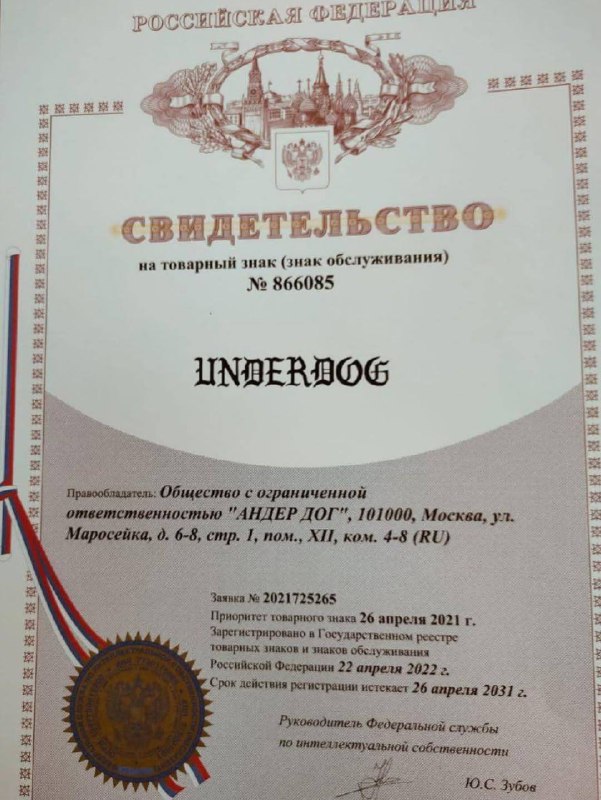 РОССИЙСКАЯ ФЕДЕРАЦИЯ
СВИДЕТЕЛЬСТВО
на товарный знак (знак обслуживания)
№ 866085
UNDERDOG
Правообладатель: Общество с ограниченной
ответственностью "АНДЕР ДОГ", 101000, Москва, ул.
Маросейка, д. 6-8, стр. 1, пом., XII, ком. 4-8 (RU)
Заявка № 2021725265
Приоритет товарного знака 26 апреля 2021 г.
Зарегистрировано в Государственном реестре
товарных знаков и знаков обслуживания
Российской Федерации 22 апреля 2022 г.
Срок действия регистрации истекает 26 апреля 2031 г.
Руководитель Федеральной службы
по интеллектуальной собственности
Ю.С. Зубов